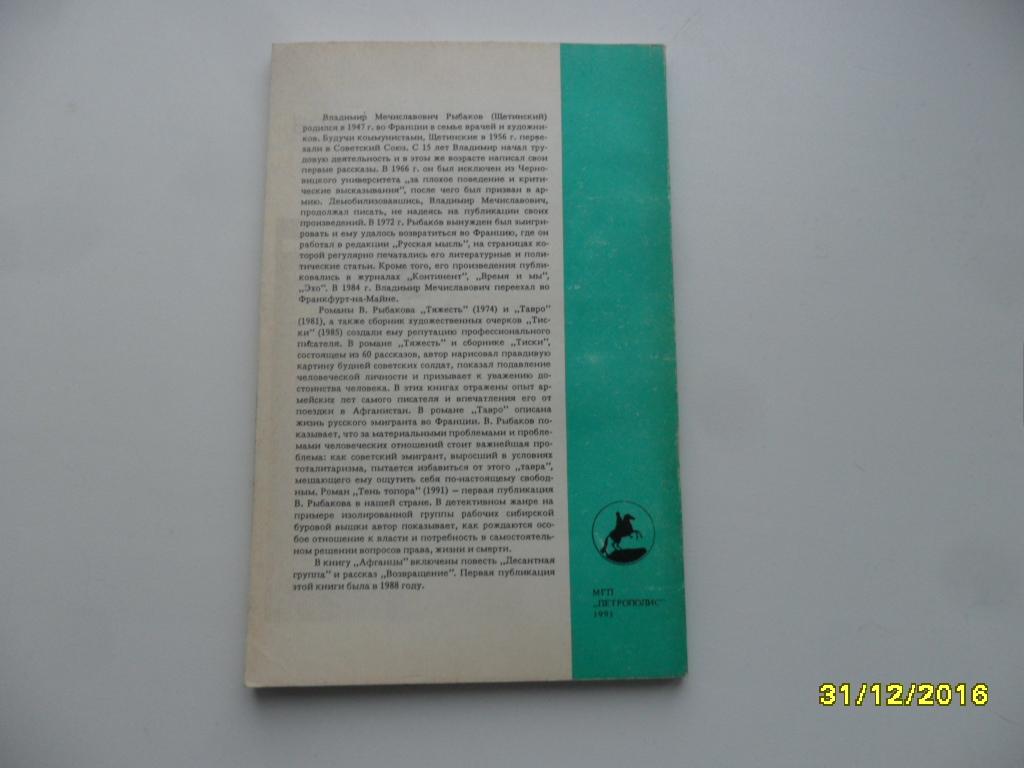 Владимир Мечиславович Рыбаков (Щетинский)
родился в 1947 г. во Франции в семье врачей и художни-
ков. Будучи коммунистами, Щетинские в 1956 г. перее-
зали в Советский Союз. С 15 лет Владимир начал тру-
довую деятельность и в этом же возрасте написал свои
первые рассказы. В 1966 г. он был исключен из Черно-
вицкого университета „за плохое поведение и крити-
ческие высказывания", после чего был призван в ар-
мию. Демобилизовавшись, Владимир Мечиславович,
продолжал писать, не надеясь на публикации своих
произведений. В 1972 г. Рыбаков вынужден был эмигри-
ровать и ему удалось возвратиться во Францию, где он
работал в редакции „Русская мысль", на страницах ко-
торой регулярно печатались его литературные и поли-
тические статьи. Кроме того, его произведения публи-
ковались в журналах „Континент", „Время и мы",
„Эхо". В 1984 г. Владимир Мечиславович переехал во
Франкфурт-на-Майне.
Романы В. Рыбакова „Тяжесть" (1974) и „Тавро"
(1981), а также сборник художественных очерков „Тис-
ки" (1985) создали ему репутацию профессионального
писателя. В романе „Тяжесть" и сборнике „Тиски",
состоящем из 60 рассказов, автор нарисовал правдивую
картину будней советских солдат, показал подавление
человеческой личности и призывает к уважению до-
стоинства человека. В этих книгах отражены опыт ар-
мейских лет самого писателя и впечатления его от
поездки в Афганистан. В романе „Тавро" описана
жизнь русского эмигранта во Франции. В. Рыбаков по-
казывает, что за материальными проблемами и пробле-
мами человеческих отношений стоит важнейшая про-
блема: как советский эмигрант, выросший в условиях
тоталитаризма, пытается избавиться от этого „тавра",
мешающего ему ощутить себя по-настоящему свобод-
ным. Роман „Тень топора" (1991) — первая публикация
В. Рыбакова в нашей стране. В детективном жанре на
примере изолированной группы рабочих сибирской
буровой вышки автор показывает, как рождаются осо-
бое отношение к власти и потребность в самостоятель-
ном решении вопросов права, жизни и смерти.
В книгу „Афганцы" включены повесть „Десантная
группа" и рассказ „Возвращение". Первая публикация
этой книги была в 1988 году.
МГП
„ПЕТРОПОЛИС"
1991
31/12/2016